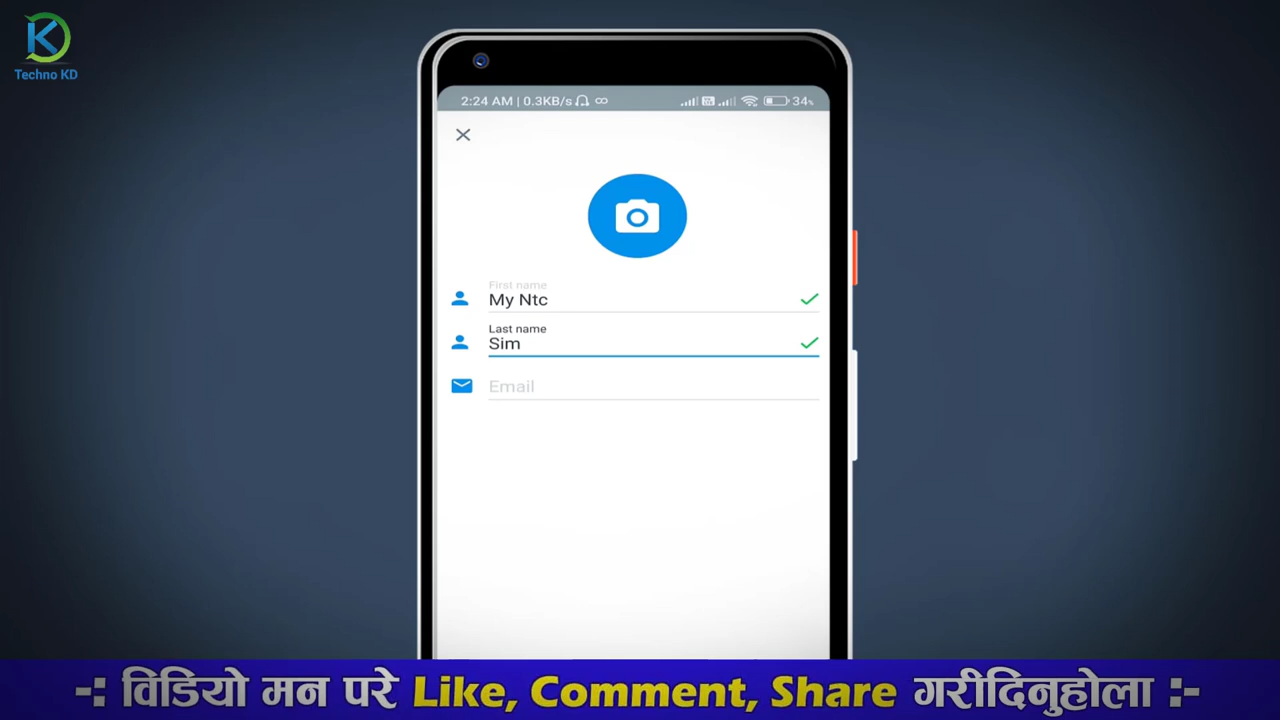 Techno KD
2:24 AM | 0.3KB/s 34%
First name
My Ntc
Last name
Sim
Email
-: विडियो मन परे Like, Comment, Share गरीदिनुहोला :-